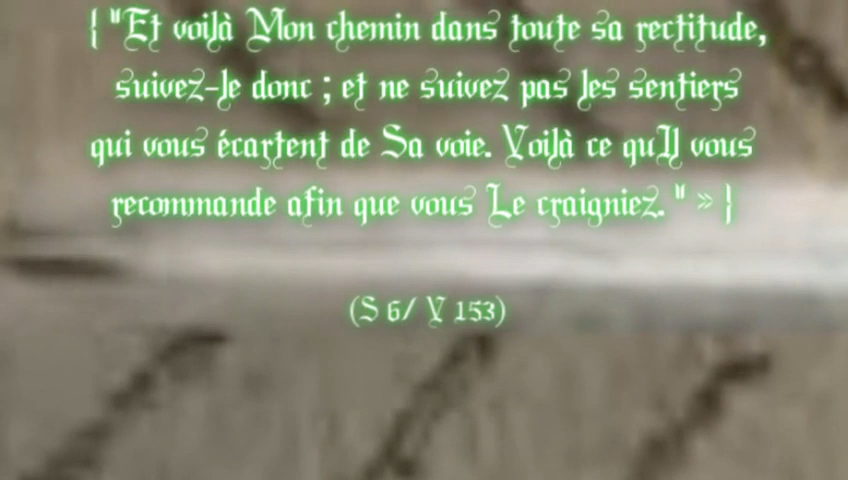 { "Et voilà Mon chemin dans toute sa rectitude,
suivez-le donc ; et ne suivez pas les sentiers
qui vous écartent de Sa voie. Voilà ce qu'Il vous
recommande afin que vous Le craigniez. " » }
(S 6/ V 153)